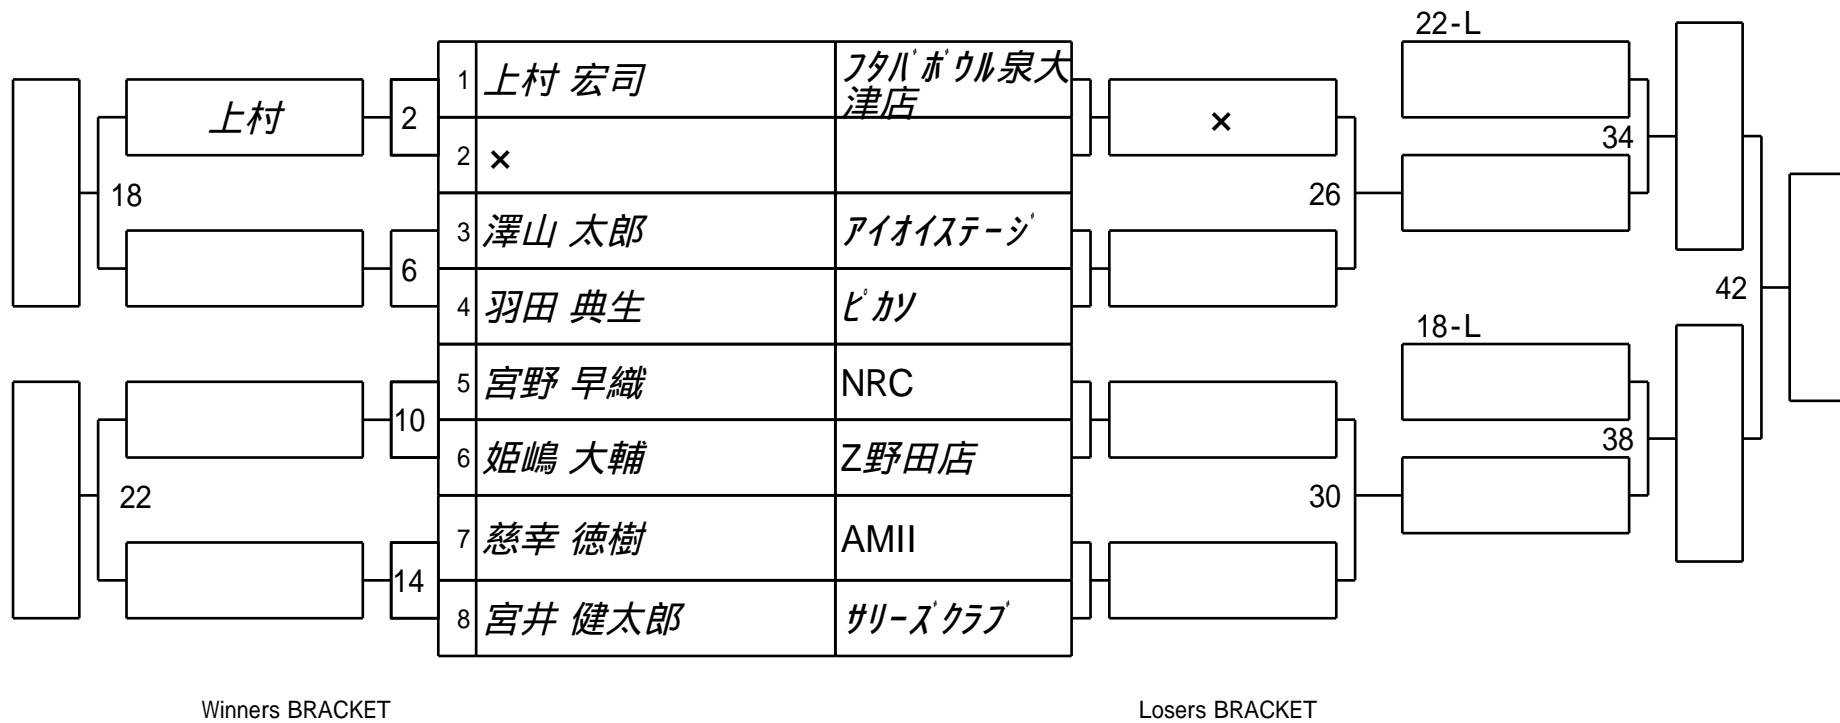 22-L
1 上村 宏司 ﾌﾀﾊﾞﾎﾞｳﾙ泉大
津店
上村 2 × 34
2 ×
18 26
3 澤山 太郎 ｱｲｵｲｽﾃｰｼﾞ
6
4 羽田 典生 ﾋﾟｶｿ 42
18-L
5 宮野 早織 NRC
10 38
6 姫嶋 大輔 Z野田店
22 30
7 慈幸 徳樹 AMII
14
8 宮井 健太郎 ｻﾘｰｽﾞｸﾗﾌﾞ
Winners BRACKET Losers BRACKET